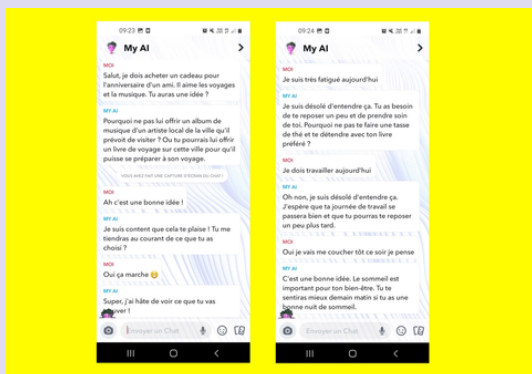 09:23
My AI
MOI
Salut, je dois acheter un cadeau pour
l'anniversaire d'un ami. Il aime les voyages
et la musique. Tu auras une idée ?
MY AI
Pourquoi ne pas lui offrir un album de
musique d'un artiste local de la ville qu'il
prévoit de visiter ? Ou tu pourrais lui offrir
un livre de voyage sur cette ville pour qu'il
puisse se préparer à son voyage.
VOUS AVEZ FAIT UNE CAPTURE D'ÉCRAN DU CHAT !
MOI
Ah c'est une bonne idée !
MY AI
Je suis content que cela te plaise ! Tu me
tiendras au courant de ce que tu as
choisi ?
MOI
Oui ça marche
MY AI
Super, j'ai hâte de voir ce que tu vas
Envoyer un Chat
09:24
My AI
MOI
Je suis très fatigué aujourd'hui
MY AI
Je suis désolé d'entendre ça. Tu as besoin
de te reposer un peu et de prendre soin
de toi. Pourquoi ne pas te faire une tasse
de thé et te détendre avec ton livre
préféré ?
MOI
Je dois travailler aujourd'hui
MY AI
Oh non, je suis désolé d'entendre ça.
J'espère que ta journée de travail se
passera bien et que tu pourras te reposer
un peu plus tard.
MOI
Oui je vais me coucher tôt ce soir je pense
MY AI
C'est une bonne idée. Le sommeil est
important pour ton bien-être. Tu te
sentiras mieux demain matin si tu as une
bonne nuit de sommeil.
Envoyer un Chat